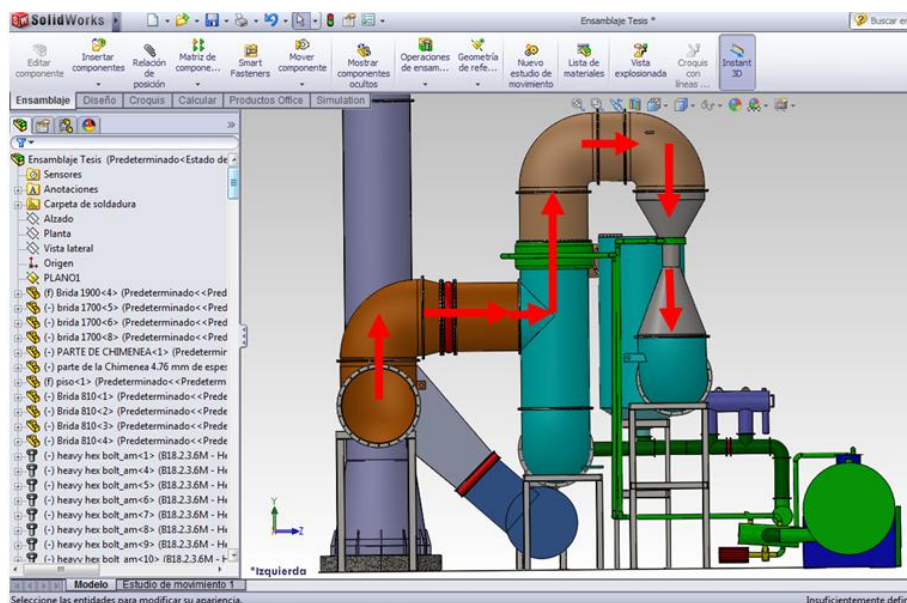 SolidWorks
Ensamblaje Tesis *
Buscar en
Editar componente
Insertar componentes
Relación de posición
Matriz de compone...
Smart Fasteners
Mover componente
Mostrar componentes ocultos
Operaciones de ensam...
Geometría de refe...
Nuevo estudio de movimiento
Lista de materiales
Vista explosionada
Croquis con líneas ...
Instant 3D
Ensamblaje Diseño Croquis Calcular Productos Office Simulation
Ensamblaje Tesis (Predeterminado<Estado de
Sensores
Anotaciones
Carpeta de soldadura
Alzado
Planta
Vista lateral
Origen
PLANO1
(f) Brida 1900<4> (Predeterminado<<Pred
(-) brida 1700<5> (Predeterminado<<Pred
(-) brida 1700<6> (Predeterminado<<Pred
(-) brida 1700<8> (Predeterminado<<Pred
(-) PARTE DE CHIMENEA<1> (Predetermir
(-) parte de la Chimenea 4.76 mm de espes
(f) piso<1> (Predeterminado<<Predeterm
(-) Brida 810<1> (Predeterminado<<Prede
(-) Brida 810<2> (Predeterminado<<Prede
(-) Brida 810<3> (Predeterminado<<Prede
(-) Brida 810<4> (Predeterminado<<Prede
(-) heavy hex bolt_am<1> (B18.2.3.6M - He
(-) heavy hex bolt_am<4> (B18.2.3.6M - He
(-) heavy hex bolt_am<5> (B18.2.3.6M - He
(-) heavy hex bolt_am<6> (B18.2.3.6M - He
(-) heavy hex bolt_am<7> (B18.2.3.6M - He
(-) heavy hex bolt_am<8> (B18.2.3.6M - He
(-) heavy hex bolt_am<9> (B18.2.3.6M - He
(-) heavy hex bolt_am<10> (B18.2.3.6M - H
Y
Z
*Izquierda
Modelo Estudio de movimiento 1
Seleccione las entidades para modificar su apariencia.
Insuficientemente defin